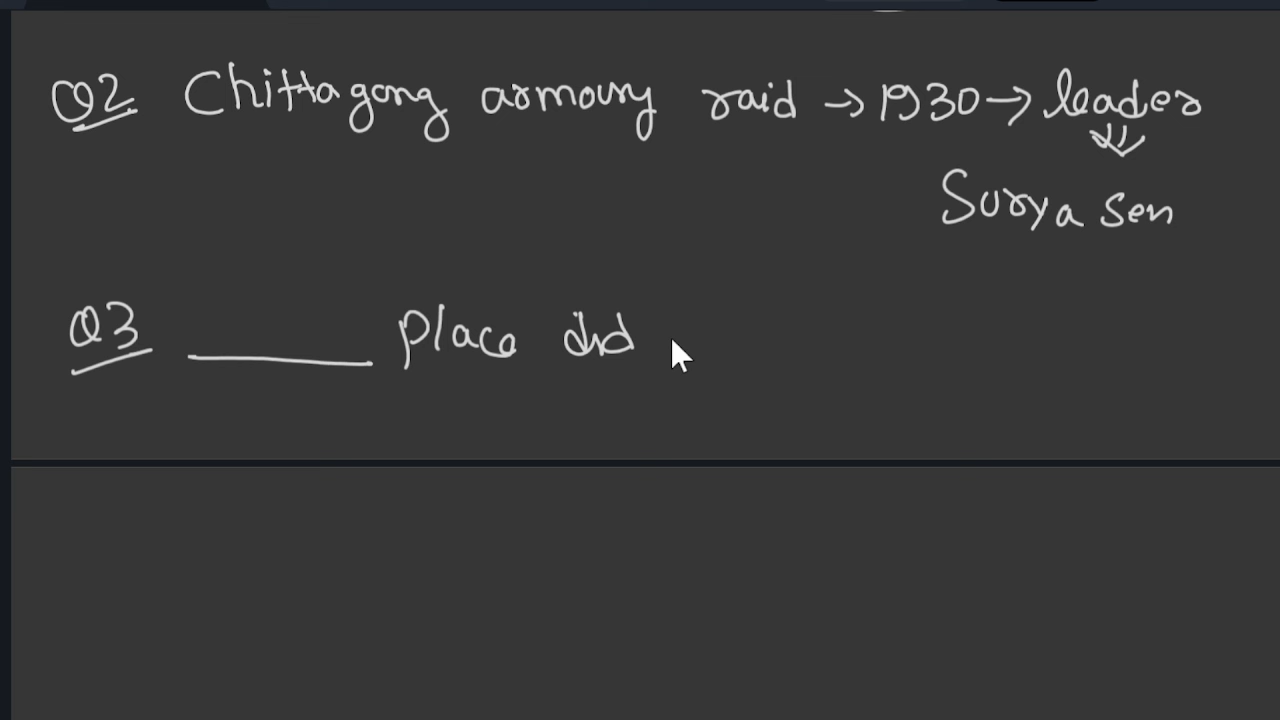 Q2 Chittagong armoury raid → 1930 → leader
Surya Sen
Q3 ______ place did